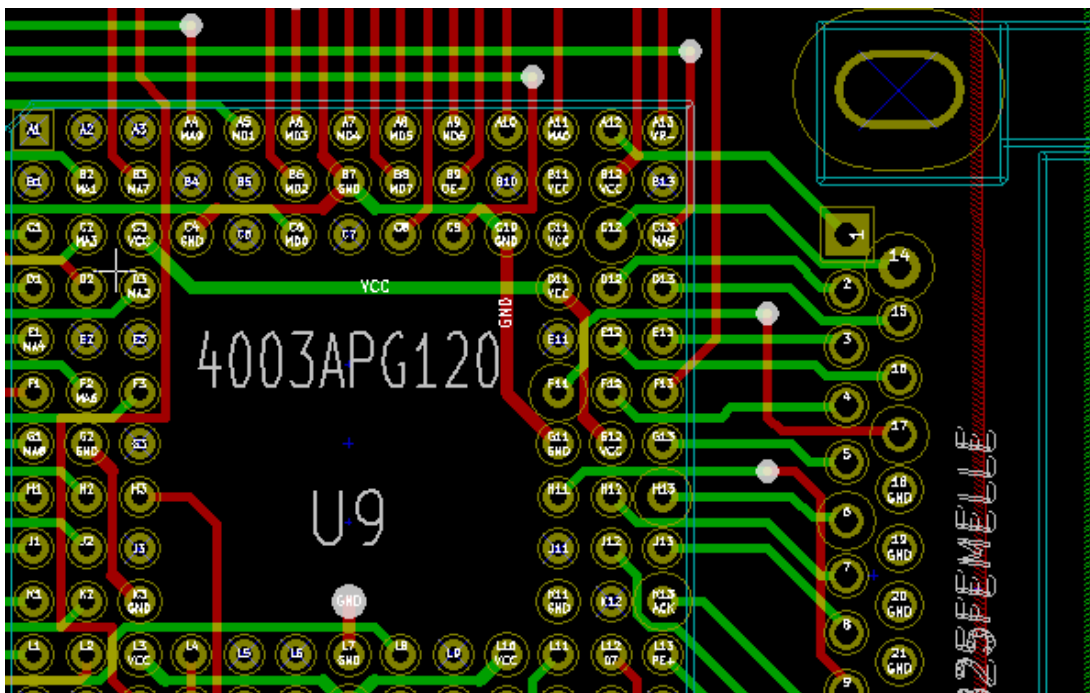 A1 A2 A3 A4 A5 A6 A7 A8 A9 A10 A11 A12 A13
MA9 MD1 MD3 MD4 MD5 MD6 MA0 VR-
B1 B2 B3 B4 B5 B6 B7 B8 B9 B10 B11 B12 B13
MA1 MA7 MD2 GND MD7 OE- VCC VCC
C1 C2 C3 C4 C6 C7 C8 C9 C10 C11 C12 C13
MA3 VCC GND MD0 GND VCC MA5
1
14
D1 D2 D3 VCC D11 D12 D13
MA2 VCC
2
GND
15
E1 E2 E3 E11 E12 E13
MA4
3
4003APG120
16
F1 F2 F3 F11 F12 F13
MA6
4
17
G1 G2 G3 G11 G12 G13
MA8 GND GND VCC
5
18
GND
H1 H2 H3 H11 H12 H13
6
U9
19
GND
J1 J2 J3 J11 J12 J13
7
K1 K2 K3 GND K11 K12 K13
GND GND ACK
20
GND
8
L1 L2 L3 L4 L5 L6 L7 L8 L9 L10 L11 L12 L13
VCC GND VCC D7 PE+
21
GND
9
25FEMELLE